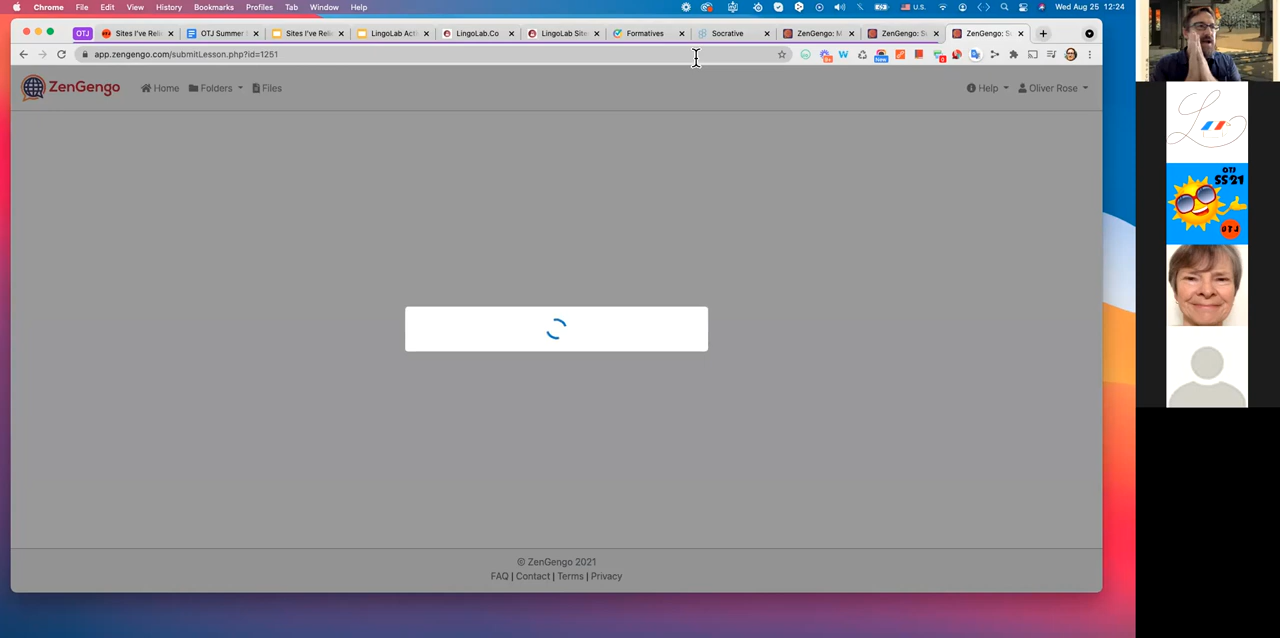 Chrome File Edit View History Bookmarks Profiles Tab Window Help U.S. Wed Aug 25 12:24
OTJ Sites I've Reli OTJ Summer Sites I've Reli LingoLab Acti LingoLab.Co LingoLab Site Formatives Socrative ZenGengo: M ZenGengo: S ZenGengo: S
app.zengengo.com/submitLesson.php?id=1251
New
ZenGengo Home Folders Files Help Oliver Rose
© ZenGengo 2021
FAQ | Contact | Terms | Privacy
OTJ
SS 21
OTJ